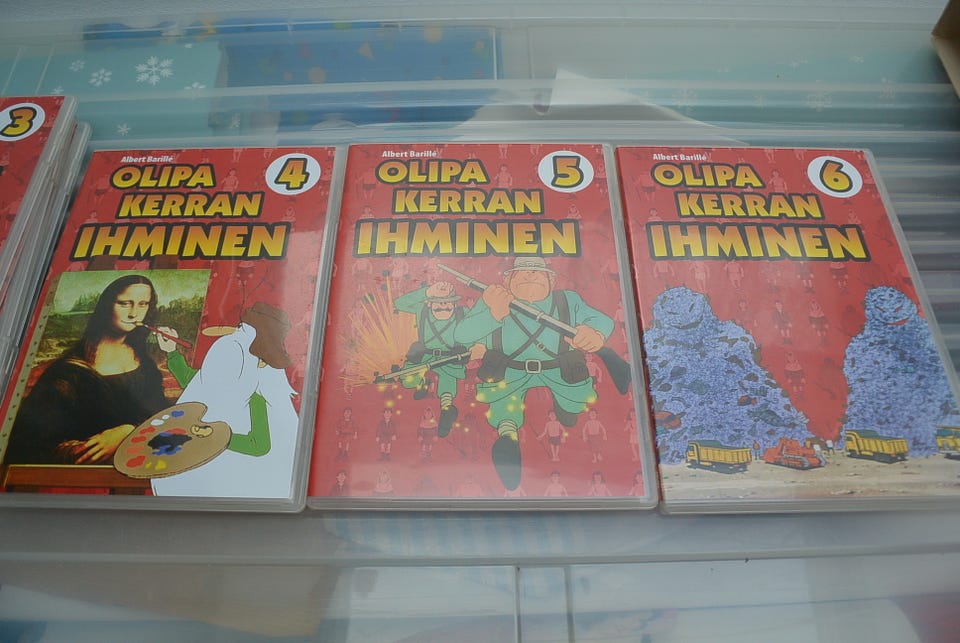 3
Albert Barillé
OLIPA
KERRAN
IHMINEN
4
Albert Barillé
OLIPA
KERRAN
IHMINEN
5
Albert Barillé
OLIPA
KERRAN
IHMINEN
6